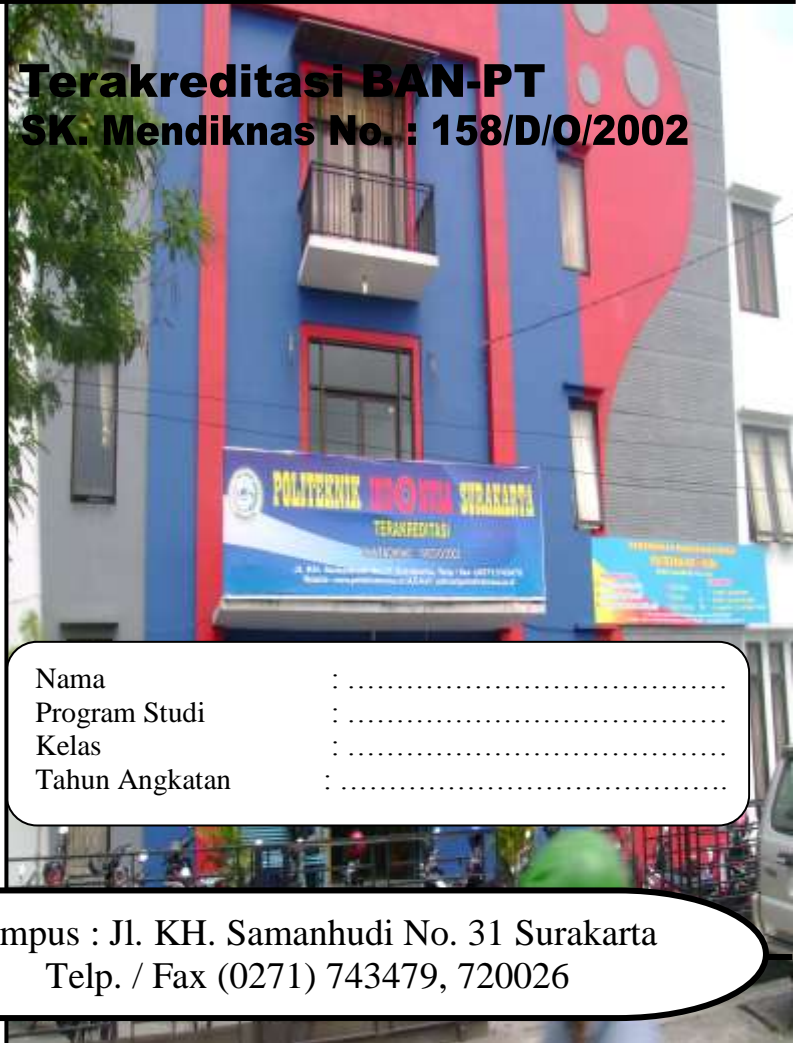 Terakreditasi BAN-PT
SK. Mendiknas No. : 158/D/O/2002
POLITEKNIK INDONUSA SURAKARTA
TERAKREDITASI
Nama : …………………………………
Program Studi : …………………………………
Kelas : …………………………………
Tahun Angkatan : ………………………………….
mpus : Jl. KH. Samanhudi No. 31 Surakarta
Telp. / Fax (0271) 743479, 720026